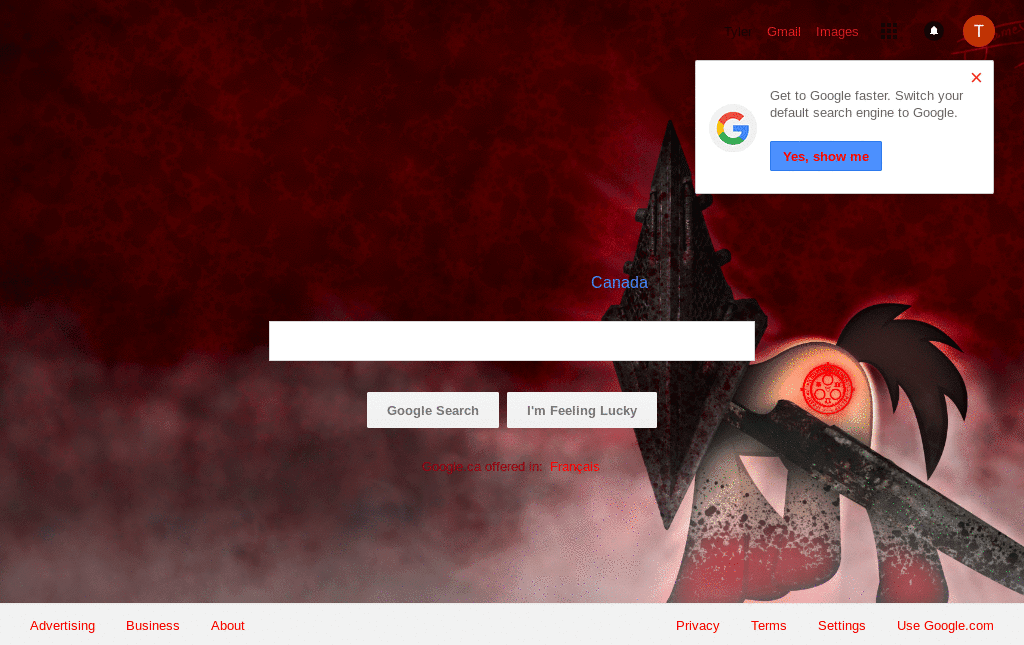 Tyler Gmail Images T
Get to Google faster. Switch your
default search engine to Google.
Yes, show me
Canada
Google Search I'm Feeling Lucky
Google.ca offered in: Français
Advertising Business About Privacy Terms Settings Use Google.com